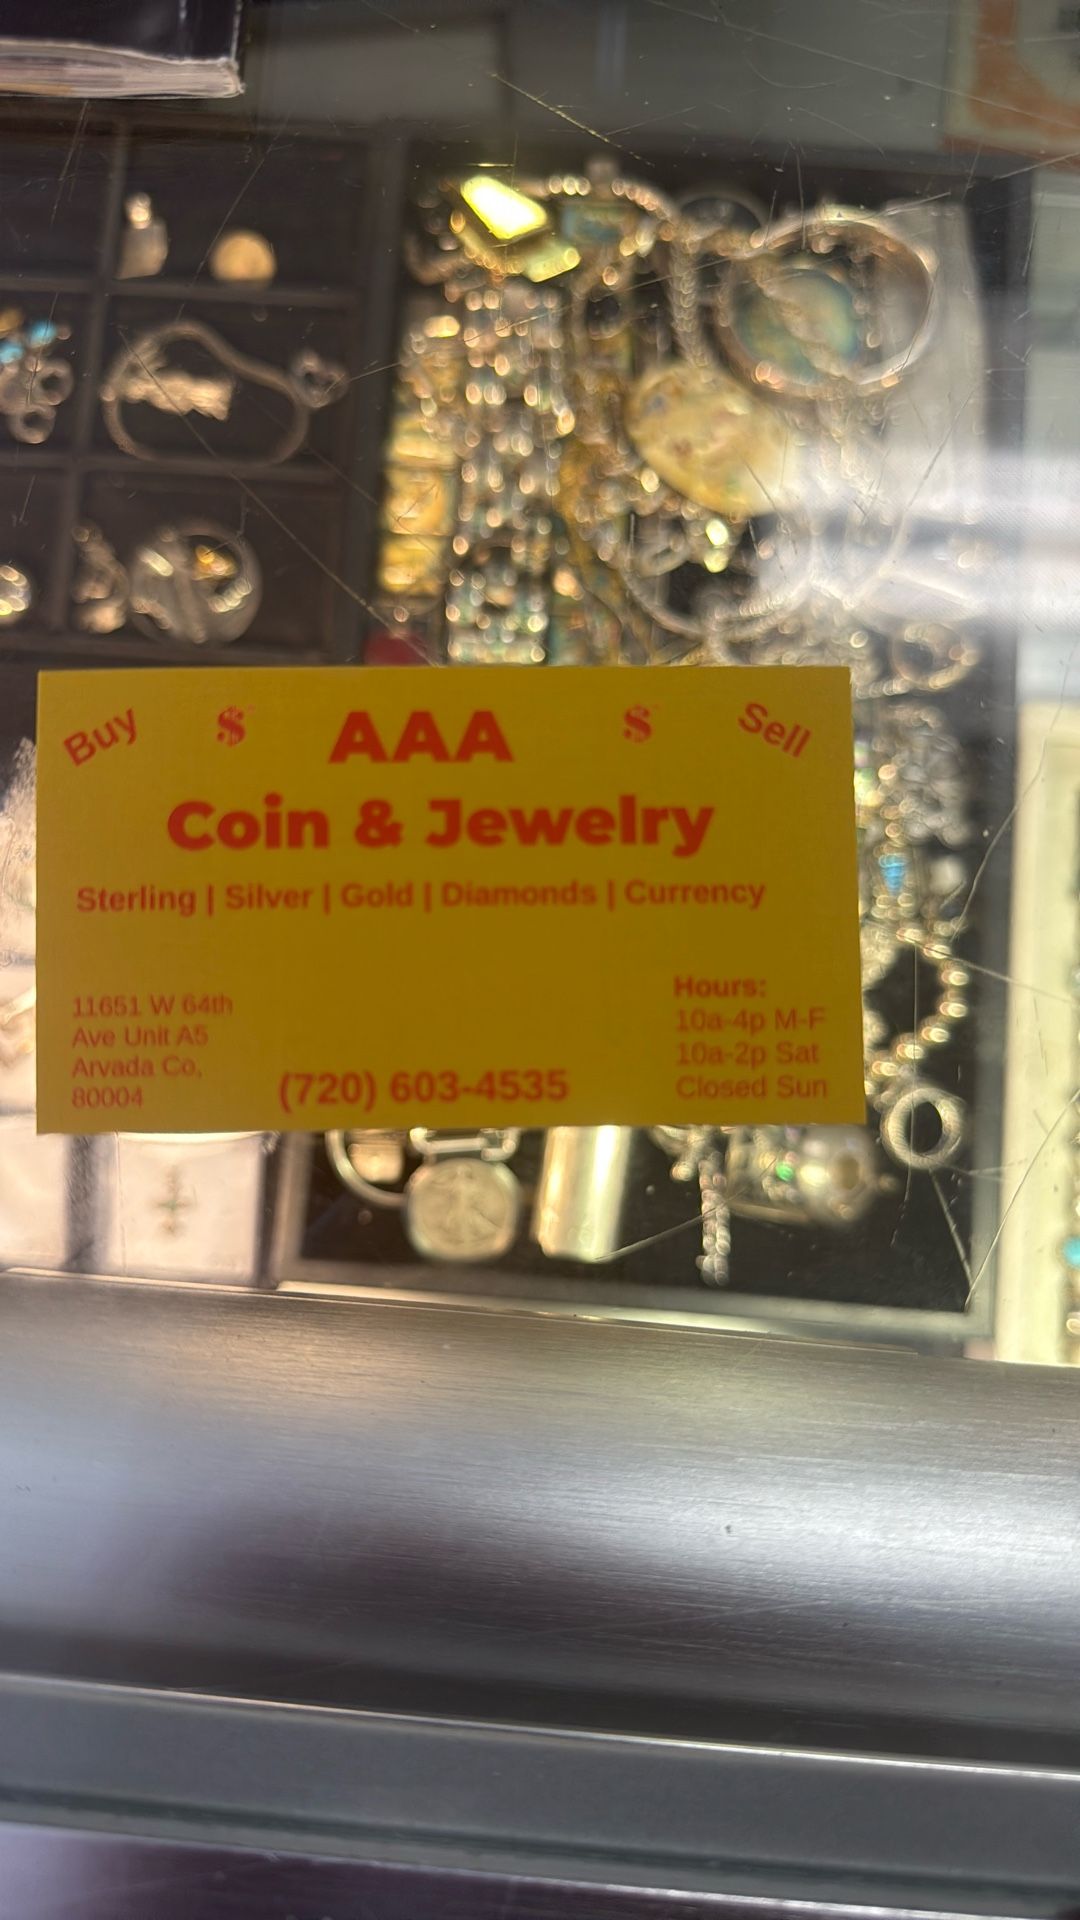 Buy $ AAA $ Sell
Coin & Jewelry
Sterling | Silver | Gold | Diamonds | Currency
11651 W 64th
Ave Unit A5
Arvada Co,
80004
(720) 603-4535
Hours:
10a-4p M-F
10a-2p Sat
Closed Sun